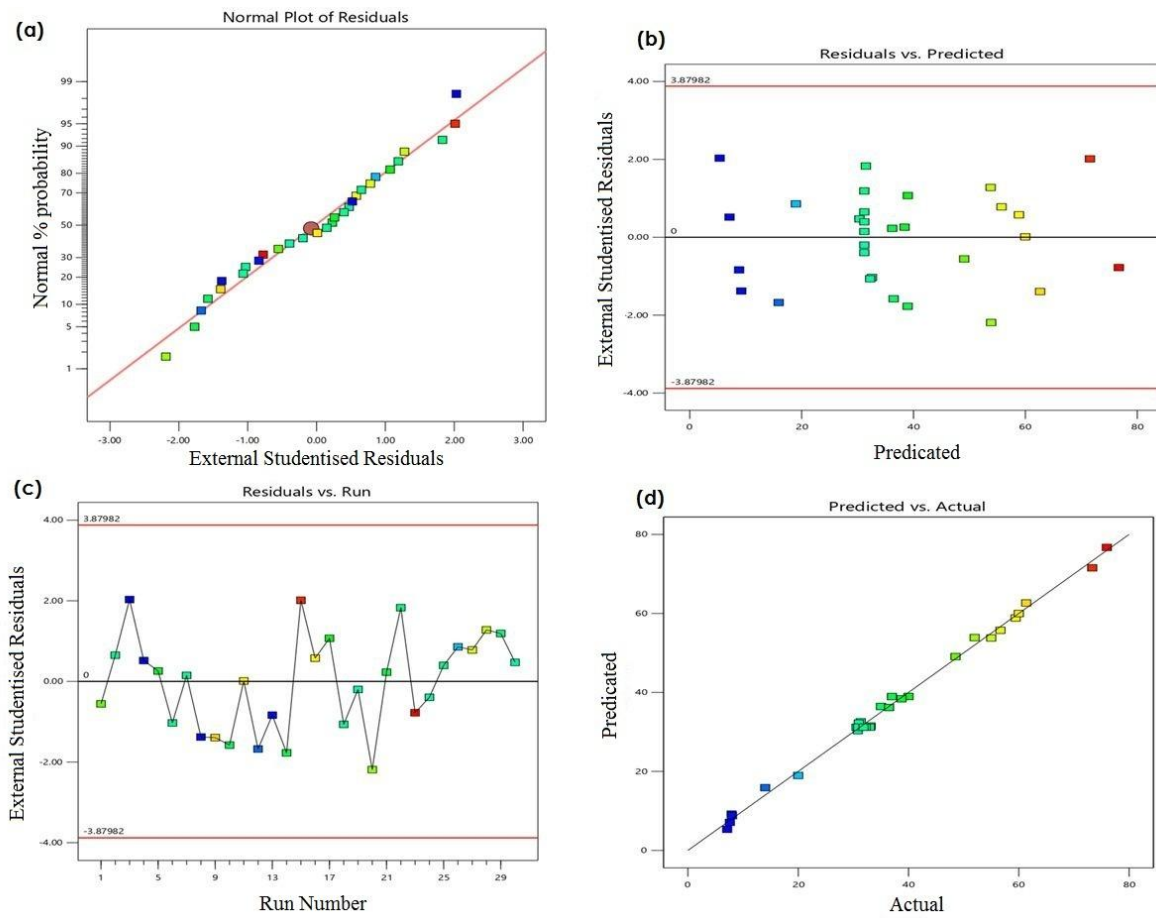 (a)
Normal Plot of Residuals
Normal % probability
99
95
90
80
70
50
30
20
10
5
1
-3.00 -2.00 -1.00 0.00 1.00 2.00 3.00
External Studentised Residuals
(b)
Residuals vs. Predicted
External Studentised Residuals
4.00
3.87982
2.00
0.00
0
-2.00
-3.87982
-4.00
0 20 40 60 80
Predicated
(c)
Residuals vs. Run
External Studentised Residuals
4.00
3.87982
2.00
0
0.00
-2.00
-3.87982
-4.00
1 5 9 13 17 21 25 29
Run Number
(d)
Predicted vs. Actual
Predicated
80
60
40
20
0
0 20 40 60 80
Actual